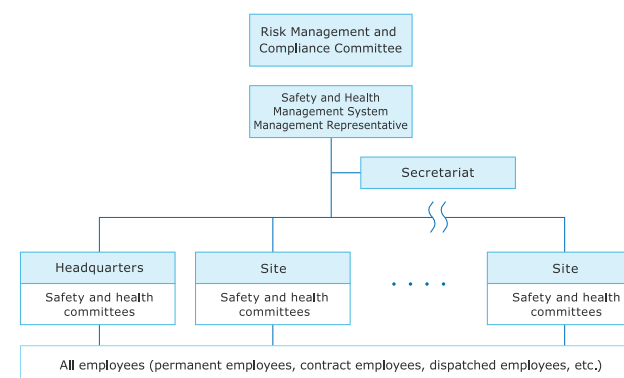 Risk Management and
Compliance Committee
Safety and Health
Management System
Management Representative
Secretariat
Headquarters
Safety and health
committees
Site
Safety and health
committees
Site
Safety and health
committees
All employees (permanent employees, contract employees, dispatched employees, etc.)